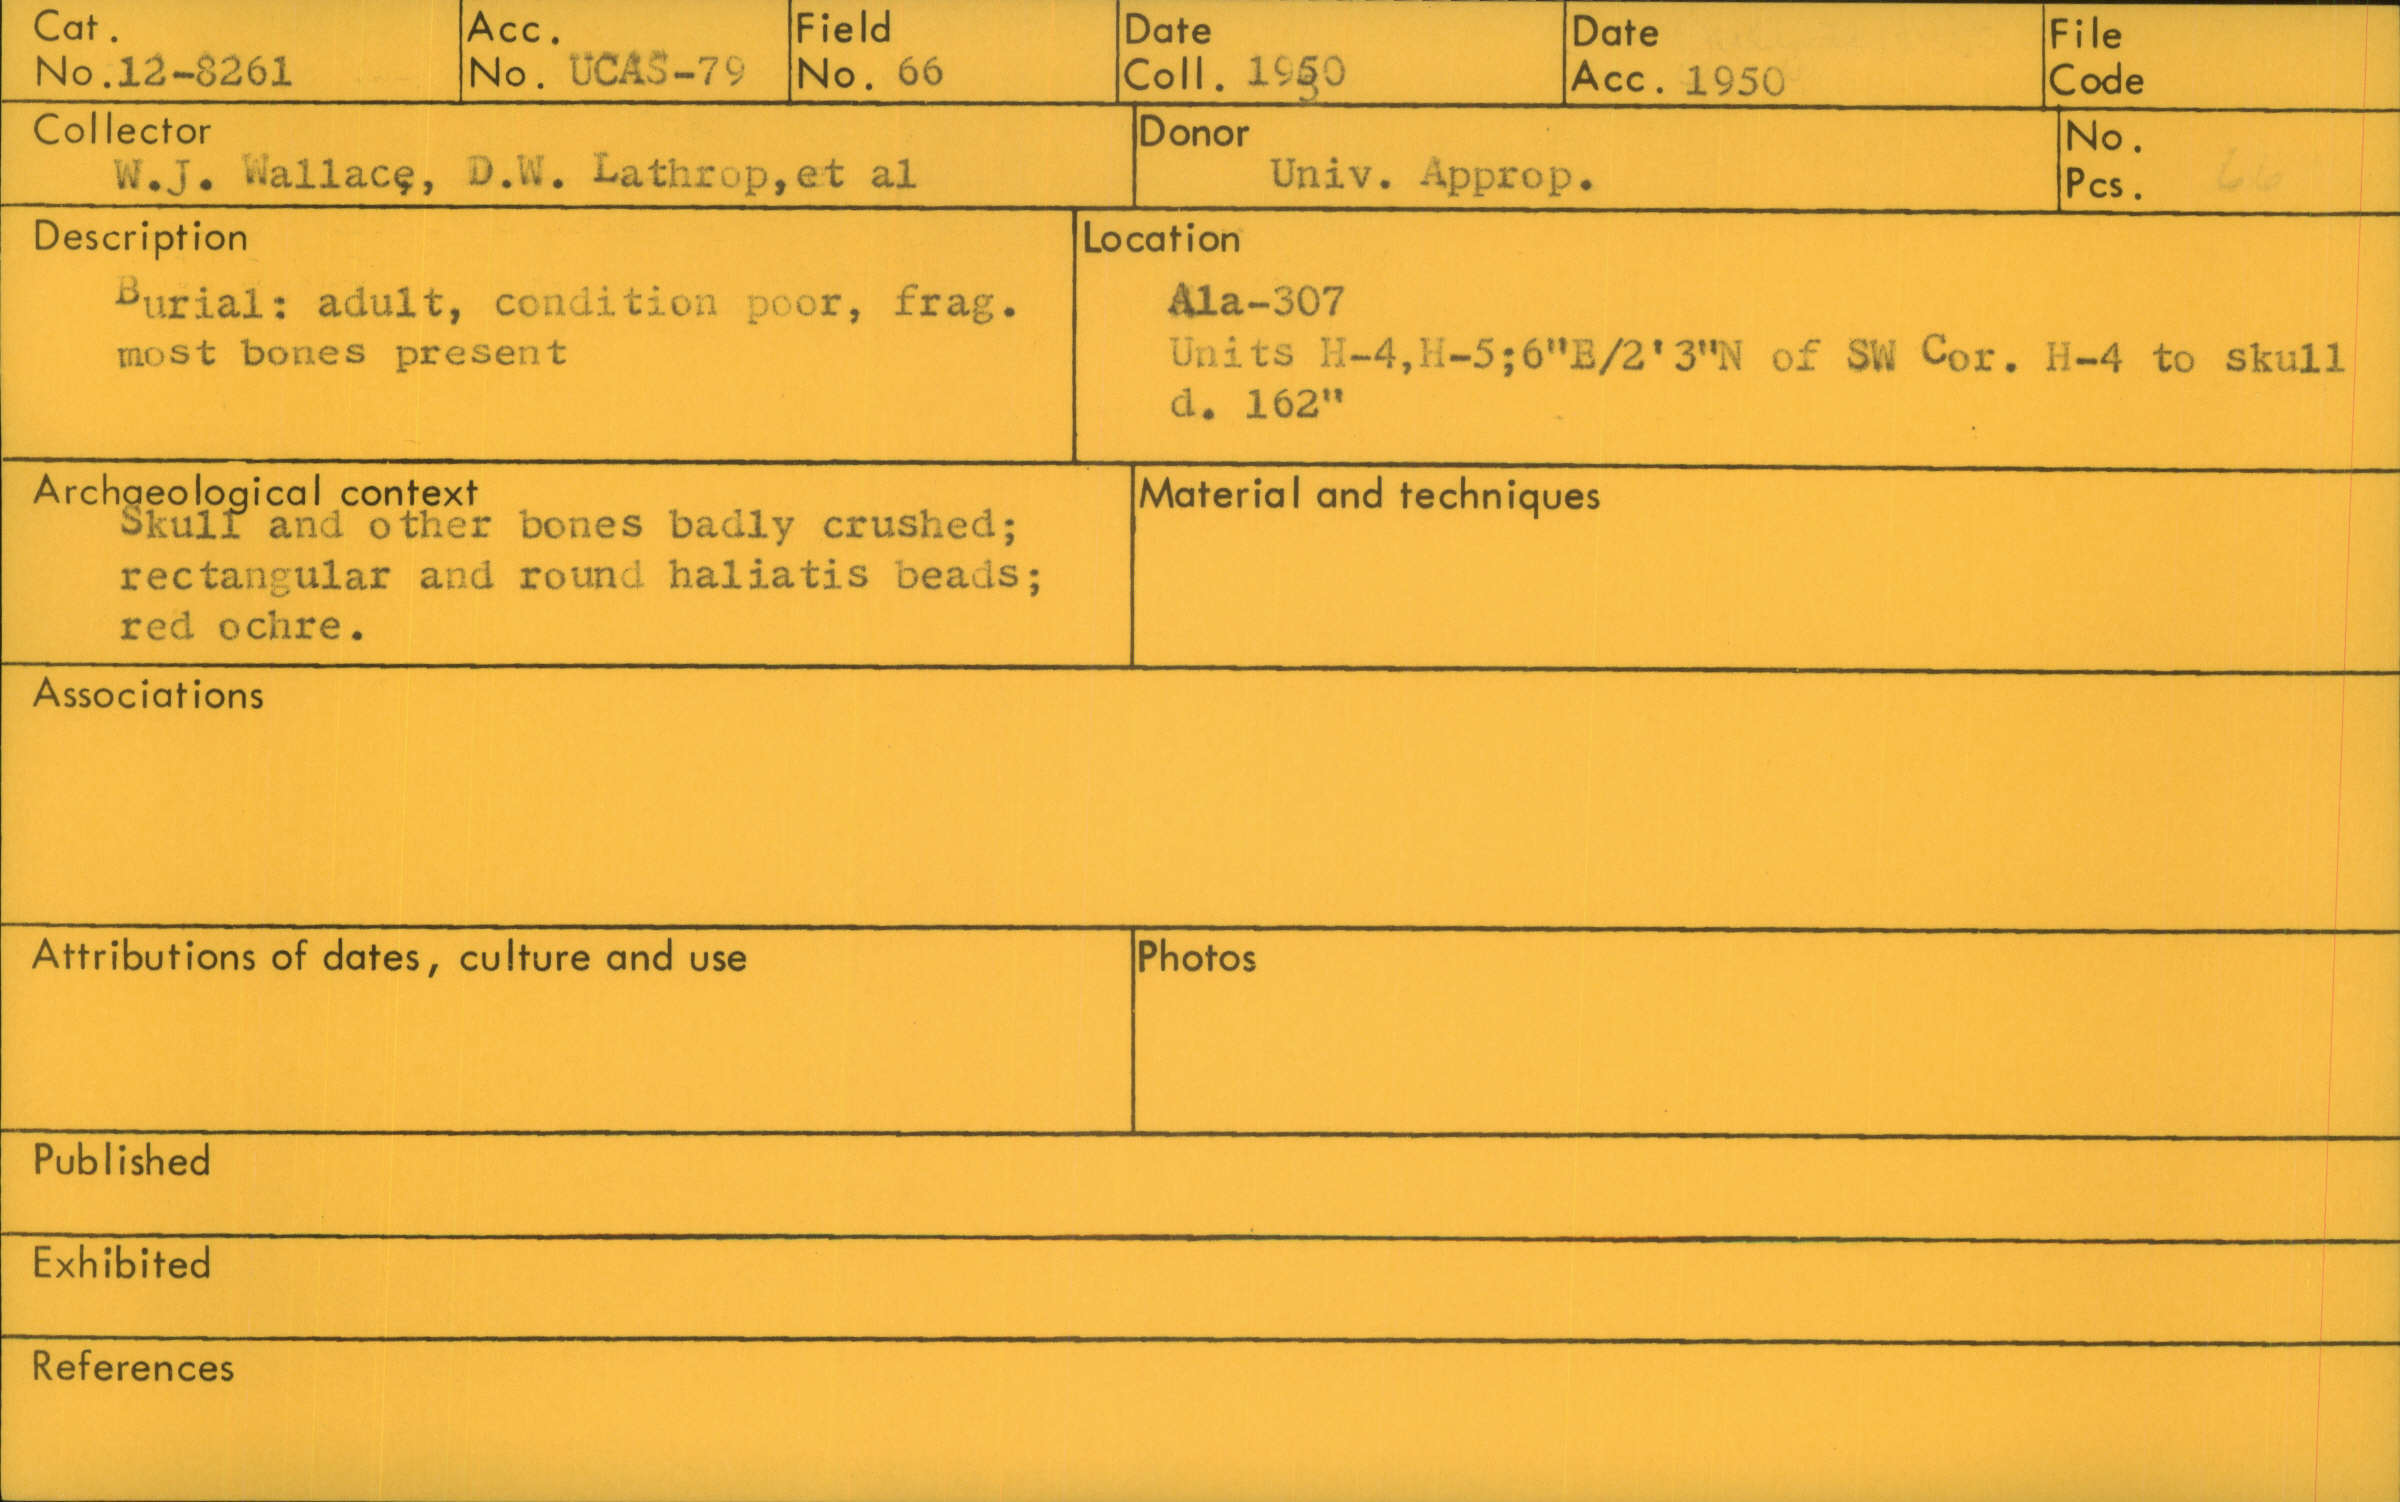 Cat. No. 12-8261
Acc. No. UCAS-79
Field No. 66
Date Coll. 1950
Date Acc. 1950
File Code
Collector
W.J. Wallace, D.W. Lathrop,et al
Donor
Univ. Approp.
No. Pcs.
Description
Burial: adult, condition poor, frag.
most bones present
Location
Ala-307
Units H-4,H-5;6"E/2'3"N of SW Cor. H-4 to skull
d. 162"
Archaeological context
Skull and other bones badly crushed;
rectangular and round haliatis beads;
red ochre.
Material and techniques
Associations
Attributions of dates, culture and use
Photos
Published
Exhibited
References